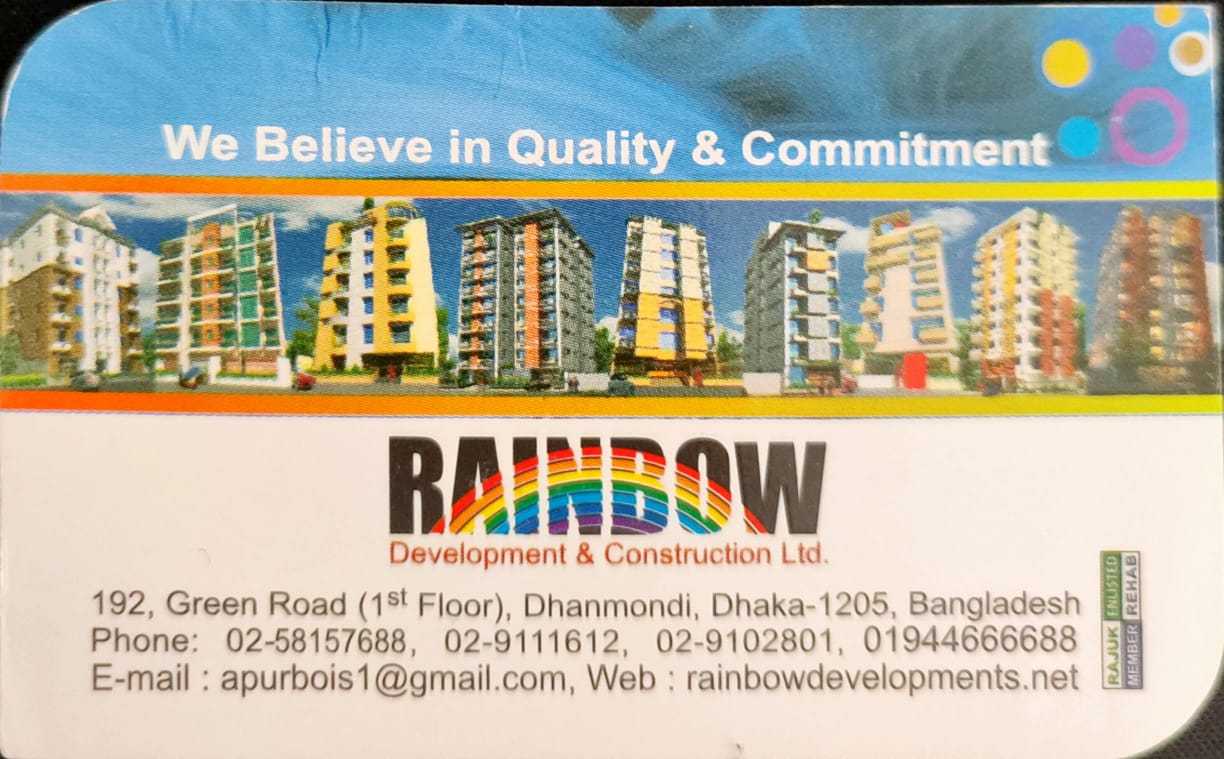 We Believe in Quality & Commitment
RAINBOW
Development & Construction Ltd.
192, Green Road (1st Floor), Dhanmondi, Dhaka-1205, Bangladesh
Phone: 02-58157688, 02-9111612, 02-9102801, 01944666688
E-mail : apurbois1@gmail.com, Web : rainbowdevelopments.net
RAJUK ENLISTED
MEMBER REHAB